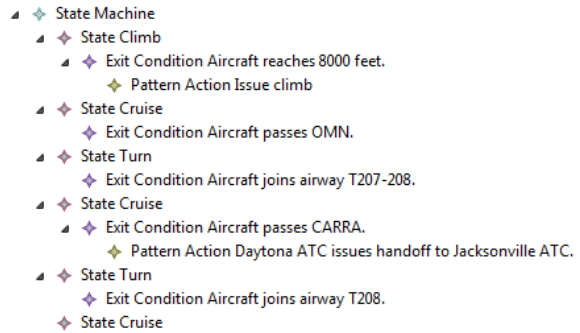 State Machine
State Climb
Exit Condition Aircraft reaches 8000 feet.
Pattern Action Issue climb
State Cruise
Exit Condition Aircraft passes OMN.
State Turn
Exit Condition Aircraft joins airway T207-208.
State Cruise
Exit Condition Aircraft passes CARRA.
Pattern Action Daytona ATC issues handoff to Jacksonville ATC.
State Turn
Exit Condition Aircraft joins airway T208.
State Cruise